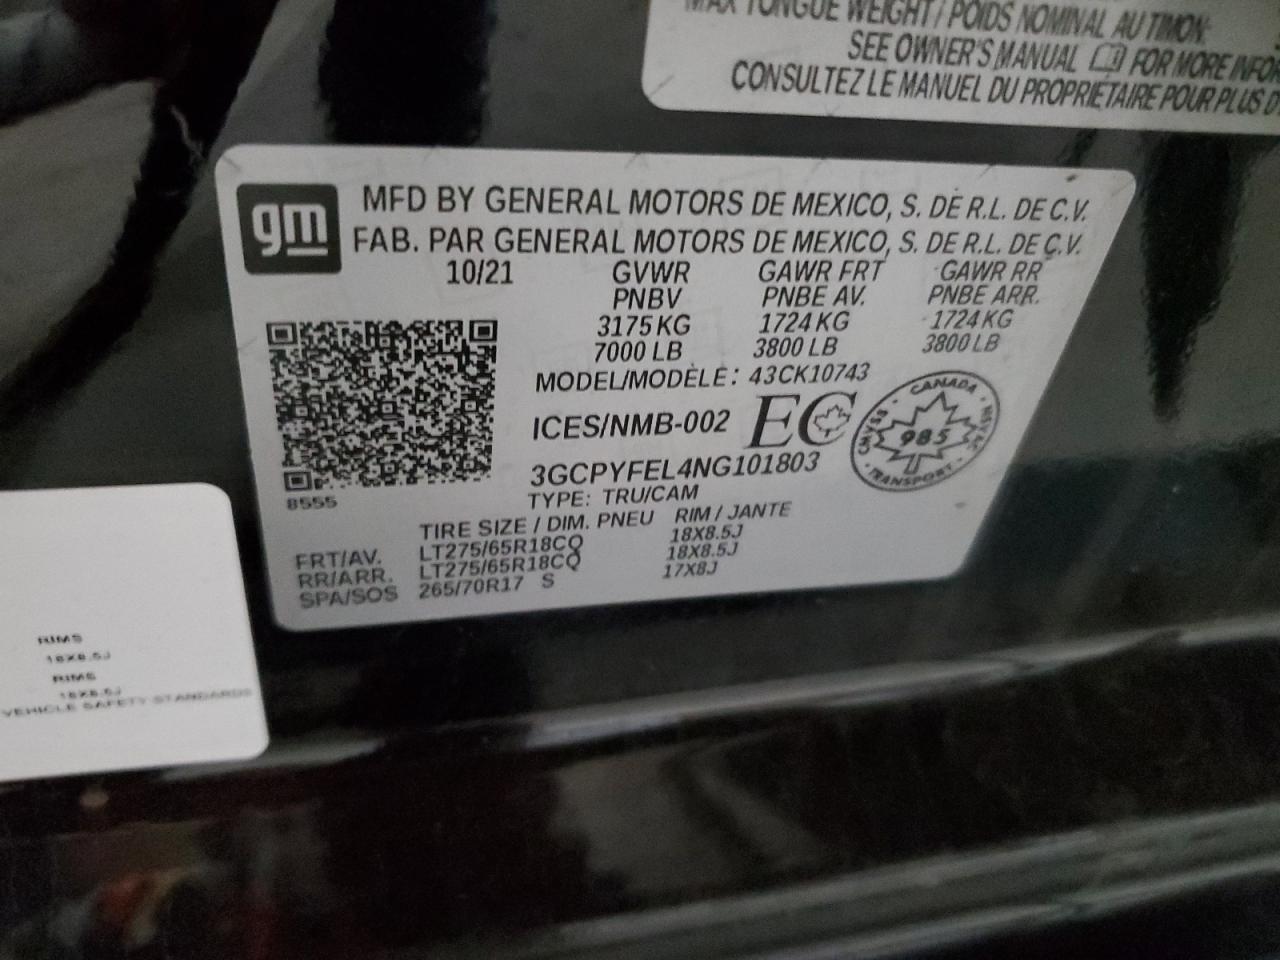 MAX TONGUE WEIGHT / POIDS NOMINAL AU TIMON:
SEE OWNER'S MANUAL FOR MORE
CONSULTEZ LE MANUEL DU PROPRIÉTAIRE POUR PLUS
gm
MFD BY GENERAL MOTORS DE MEXICO, S. DE R.L. DE C.V.
FAB. PAR GENERAL MOTORS DE MEXICO, S. DE R.L. DE C.V.
10/21 GVWR GAWR FRT GAWR RR
PNBV PNBE AV. PNBE ARR.
3175 KG 1724 KG 1724 KG
7000 LB 3800 LB 3800 LB
MODEL/MODÈLE: 43CK10743
ICES/NMB-002 EC
CANADA
CMVSS 985 NSVAC
TRANSPORT
3GCPYFEL4NG101803
8555
TYPE: TRU/CAM
TIRE SIZE / DIM. PNEU RIM / JANTE
FRT/AV. LT275/65R18CQ 18X8.5J
RR/ARR. LT275/65R18CQ 18X8.5J
SPA/SOS 265/70R17 S 17X8J
RIMS
18X8.5J
RIMS
18X8.5J
VEHICLE SAFETY STANDARDS